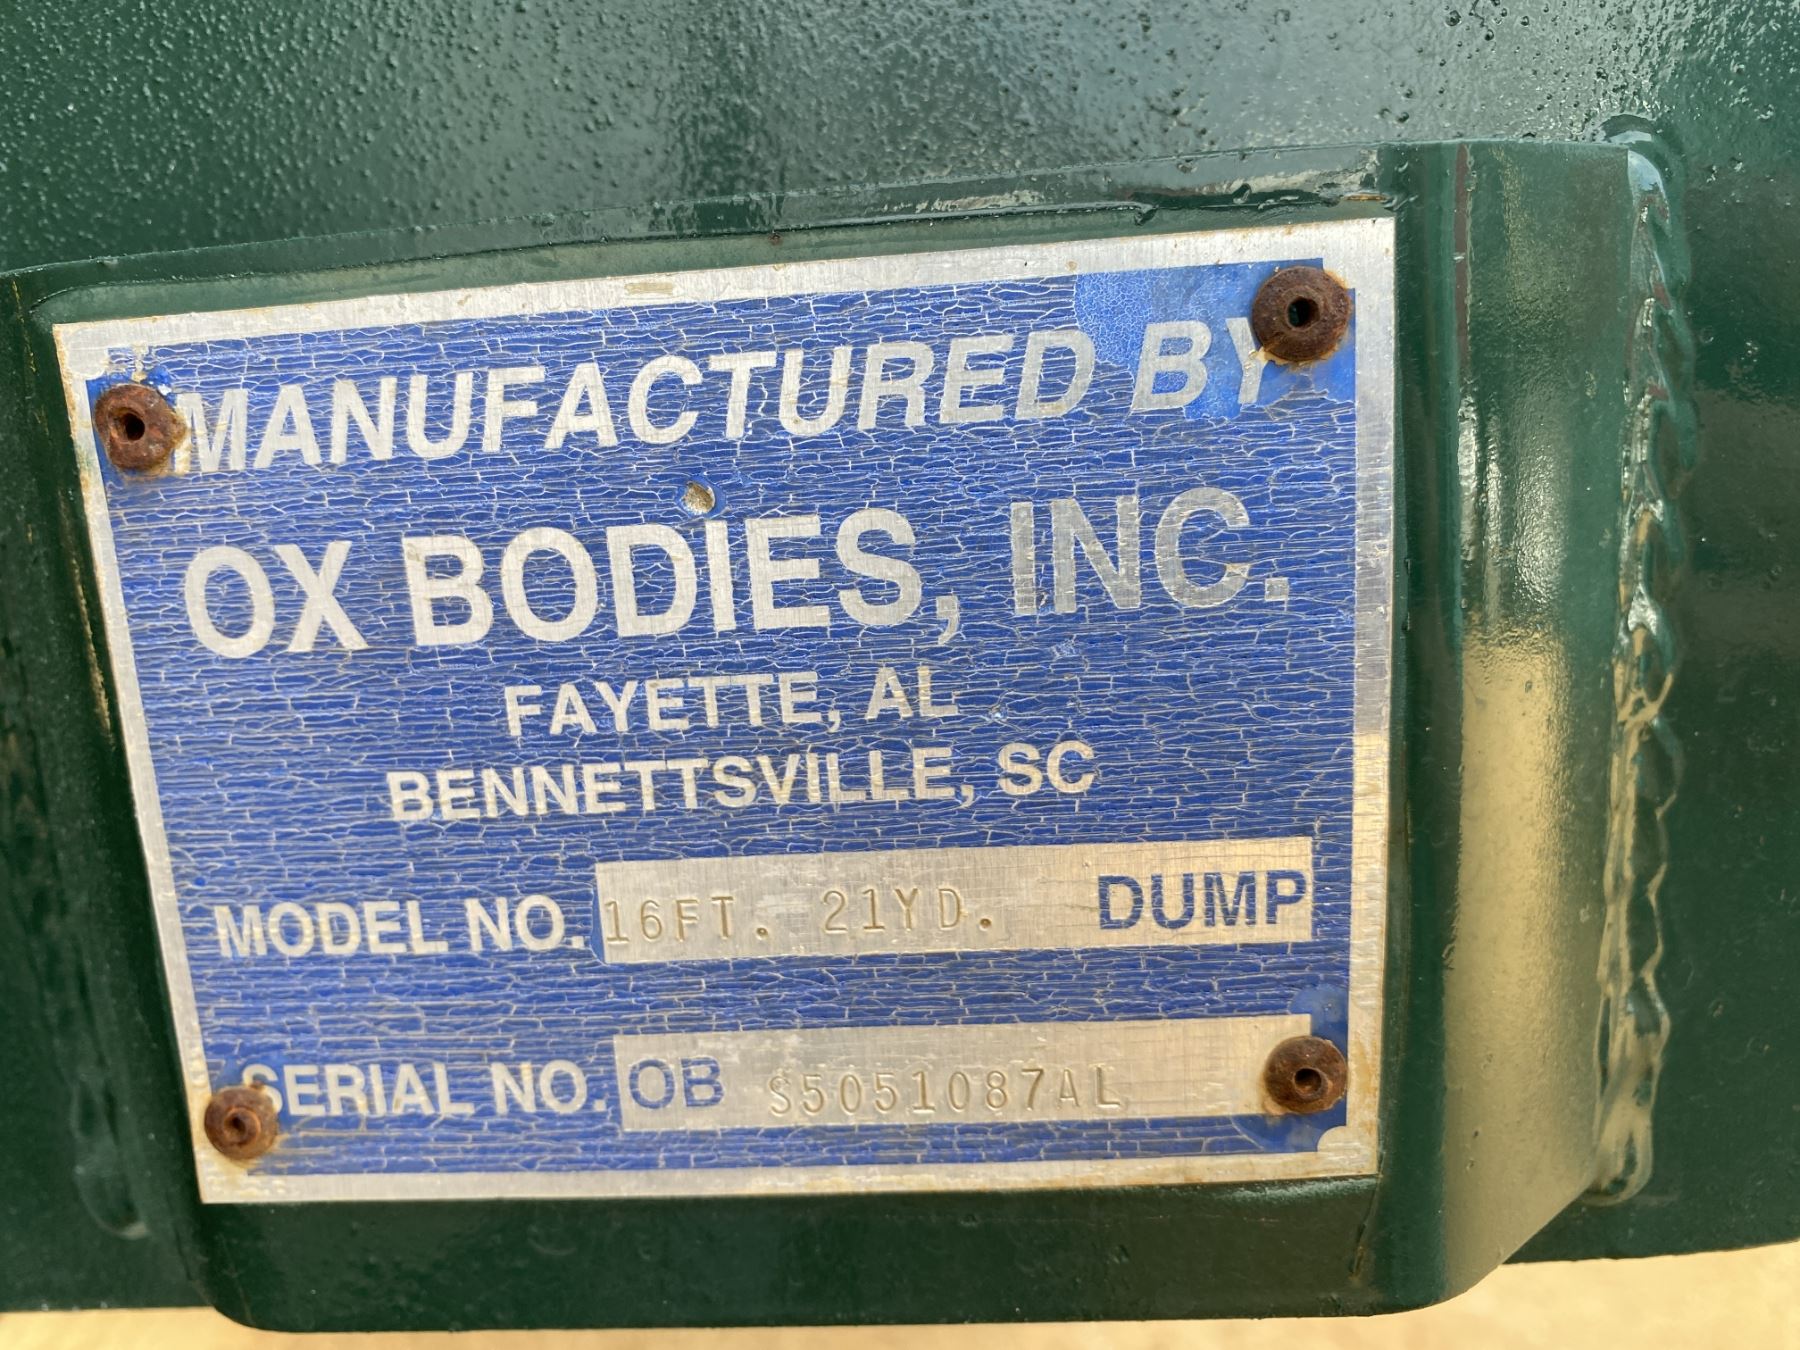 MANUFACTURED BY
OX BODIES, INC.
FAYETTE, AL
BENNETTSVILLE, SC
MODEL NO. 16FT. 21YD. DUMP
SERIAL NO. OB S5051087AL